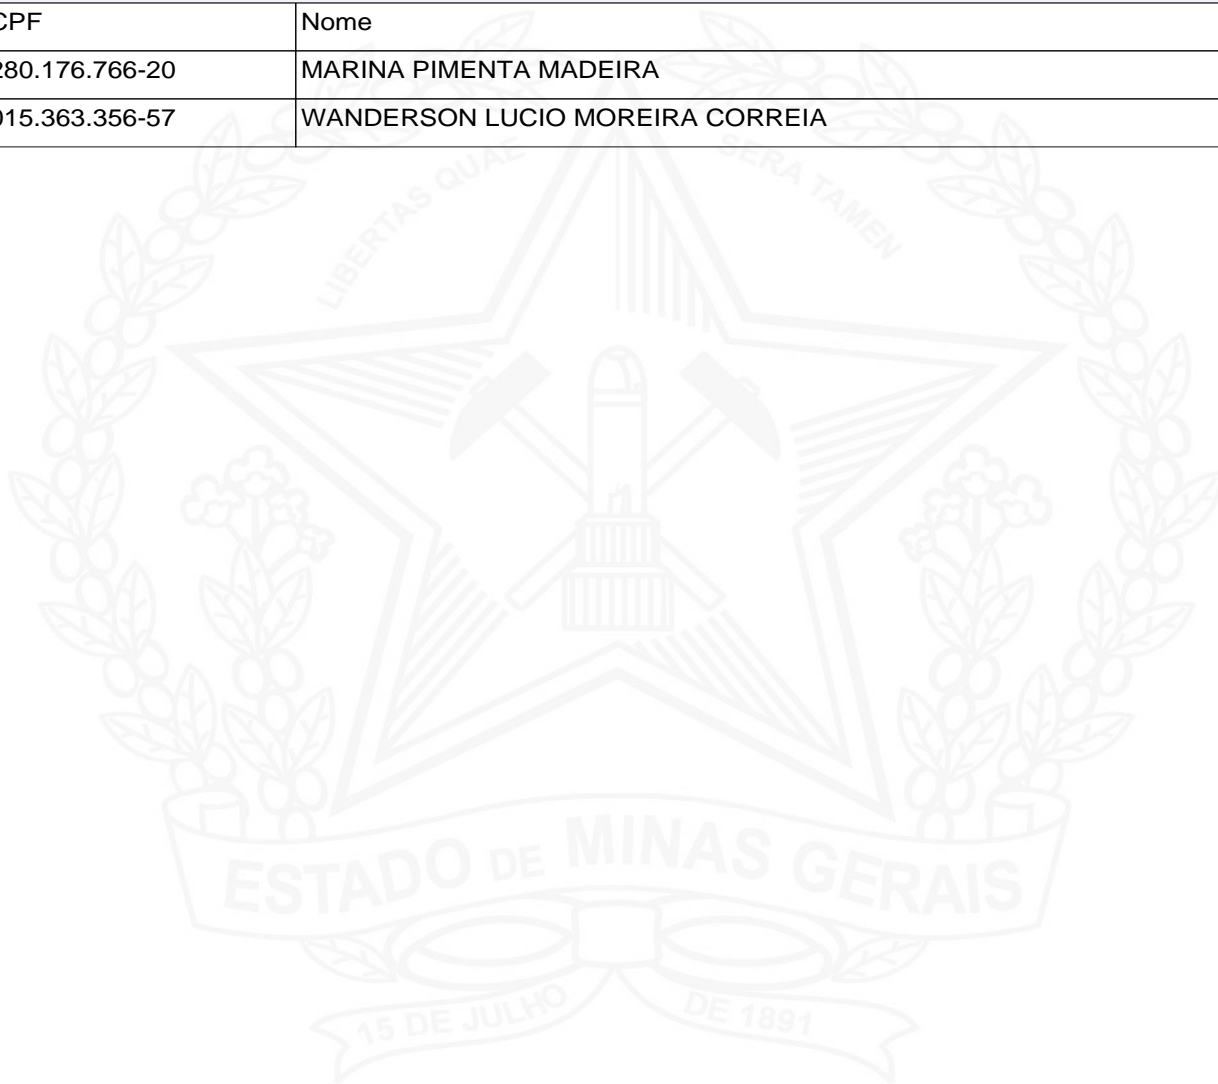 CPF Nome
280.176.766-20 MARINA PIMENTA MADEIRA
015.363.356-57 WANDERSON LUCIO MOREIRA CORREIA
LIBERTAS QUAE SERA TAMEN
ESTADO DE MINAS GERAIS
15 DE JULHO DE 1891